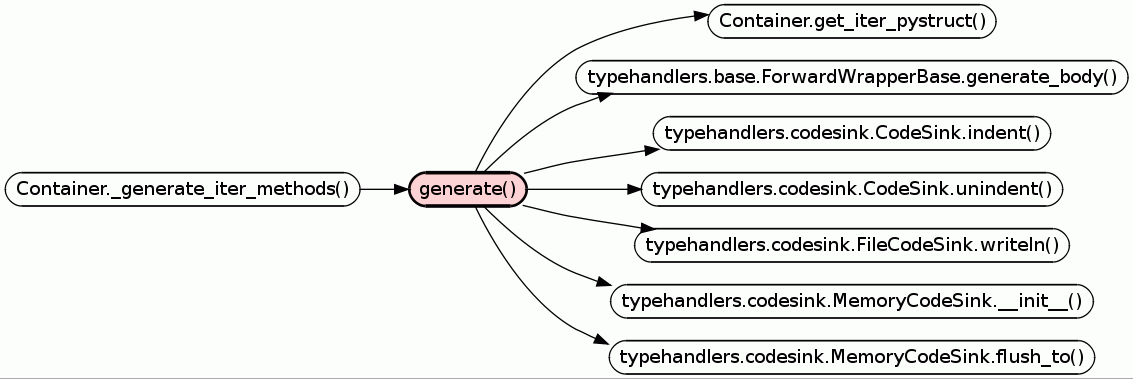 Container.get_iter_pystruct()
typehandlers.base.ForwardWrapperBase.generate_body()
typehandlers.codesink.CodeSink.indent()
Container._generate_iter_methods()
generate()
typehandlers.codesink.CodeSink.unindent()
typehandlers.codesink.FileCodeSink.writeln()
typehandlers.codesink.MemoryCodeSink.__init__()
typehandlers.codesink.MemoryCodeSink.flush_to()